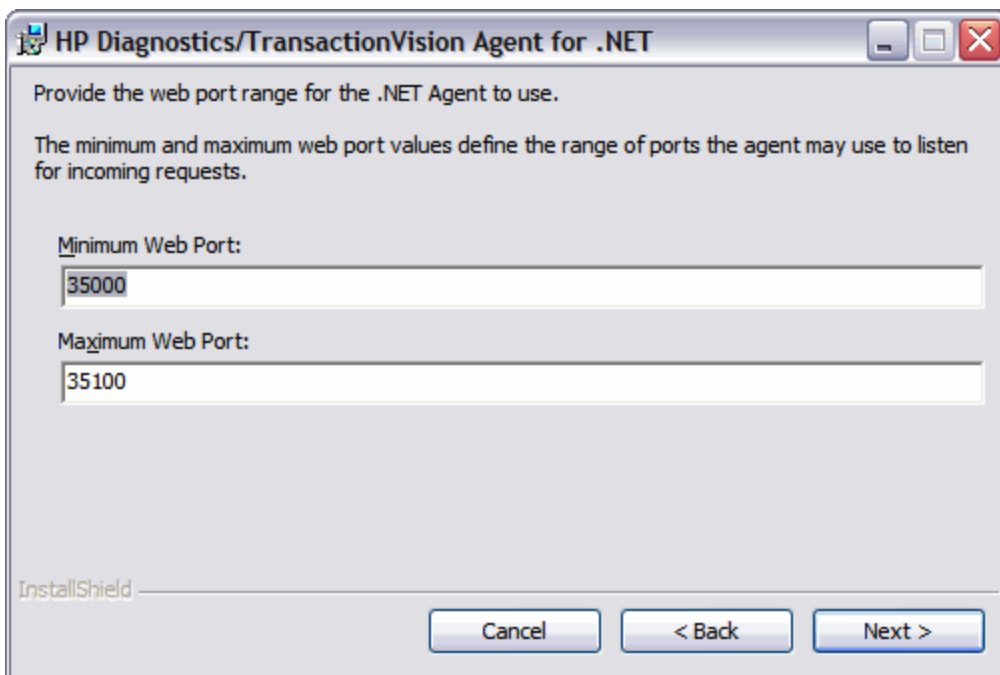 HP Diagnostics/TransactionVision Agent for .NET
Provide the web port range for the .NET Agent to use.
The minimum and maximum web port values define the range of ports the agent may use to listen
for incoming requests.
Minimum Web Port:
35000
Maximum Web Port:
35100
InstallShield
Cancel
< Back
Next >